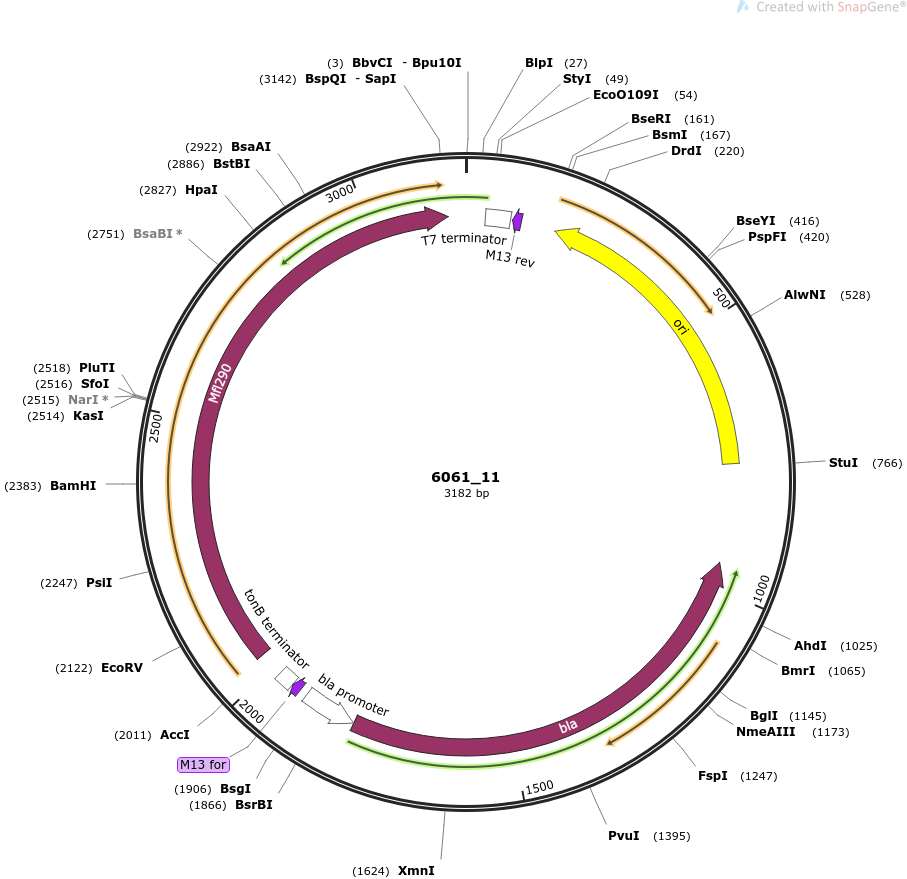 Created with SnapGene®
(3) BbvCI - Bpu10I
(3142) BspQI - SapI
BlpI (27)
StyI (49)
EcoO109I (54)
BseRI (161)
BsmI (167)
DrdI (220)
BseYI (416)
PspFI (420)
AlwNI (528)
StuI (766)
AhdI (1025)
BmrI (1065)
BglI (1145)
NmeAIII (1173)
FspI (1247)
PvuI (1395)
(1624) XmnI
(1866) BsrBI
(1906) BsgI
M13 for
(2011) AccI
(2122) EcoRV
(2247) PsiI
(2383) BamHI
(2514) KasI
(2515) NarI *
(2516) SfoI
(2518) PluTI
(2751) BsaBI *
(2827) HpaI
(2886) BstBI
(2922) BsaAI
500
1000
1500
2000
2500
3000
T7 terminator
M13 rev
ori
bla
bla promoter
tonB terminator
Mfl290
6061_11
3182 bp